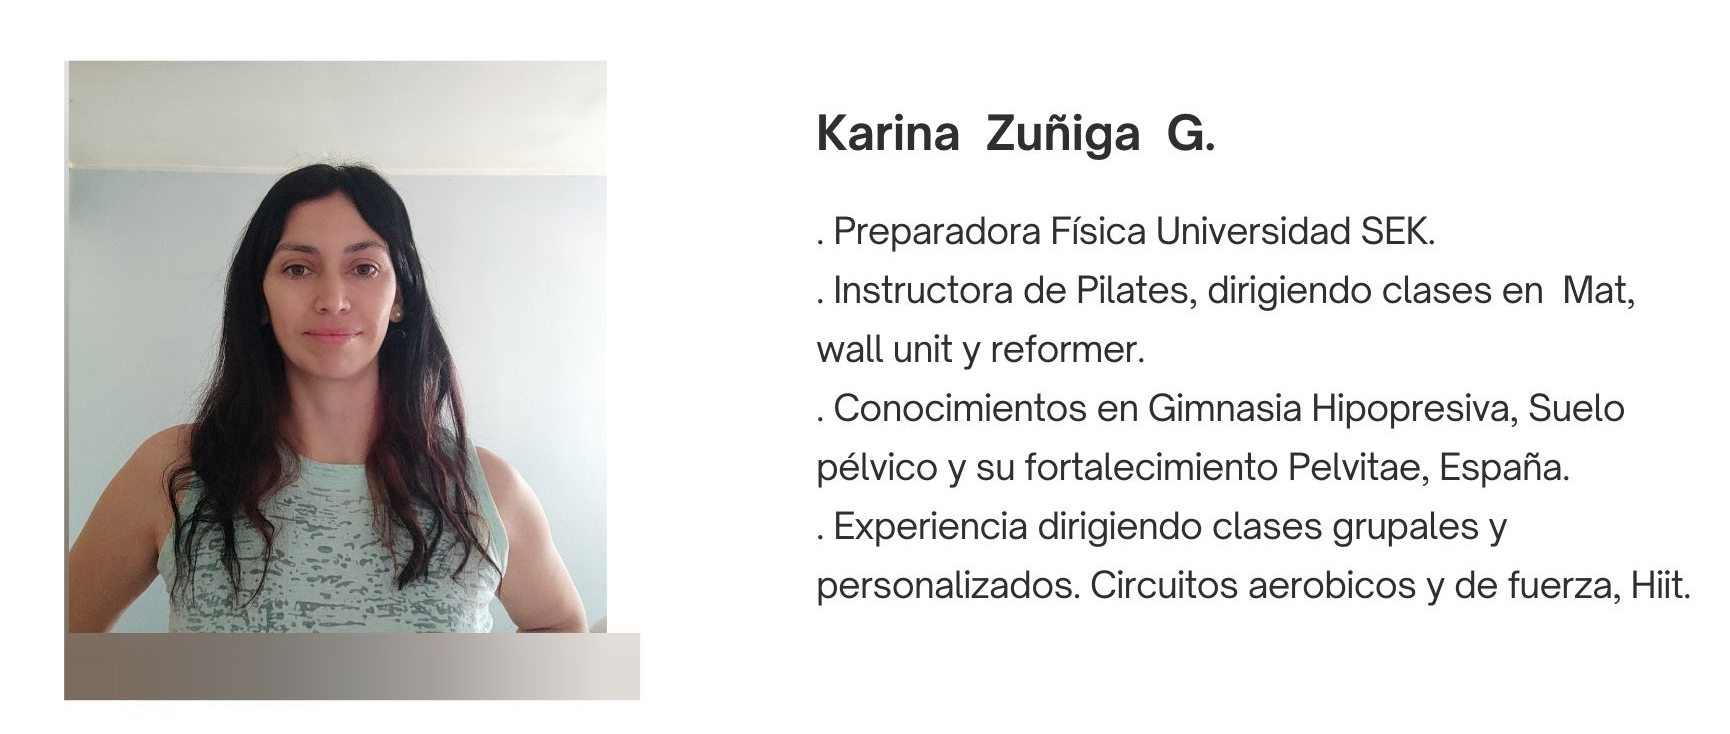 Karina Zuñiga G.
. Preparadora Física Universidad SEK.
. Instructora de Pilates, dirigiendo clases en Mat,
wall unit y reformer.
. Conocimientos en Gimnasia Hipopresiva, Suelo
pélvico y su fortalecimiento Pelvitae, España.
. Experiencia dirigiendo clases grupales y
personalizados. Circuitos aerobicos y de fuerza, Hiit.